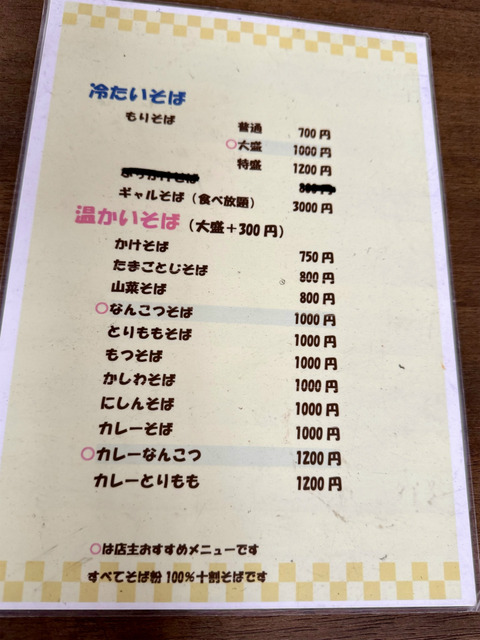 冷たいそば
もりそば 普通 700円
○大盛 1000円
特盛 1200円
ギャルそば（食べ放題） 3000円
温かいそば（大盛＋300円）
かけそば 750円
たまごとじそば 800円
山菜そば 800円
○なんこつそば 1000円
とりももそば 1000円
もつそば 1000円
かしわそば 1000円
にしんそば 1000円
カレーそば 1000円
○カレーなんこつ 1200円
カレーとりもも 1200円
○は店主おすすめメニューです
すべてそば粉100％十割そばです